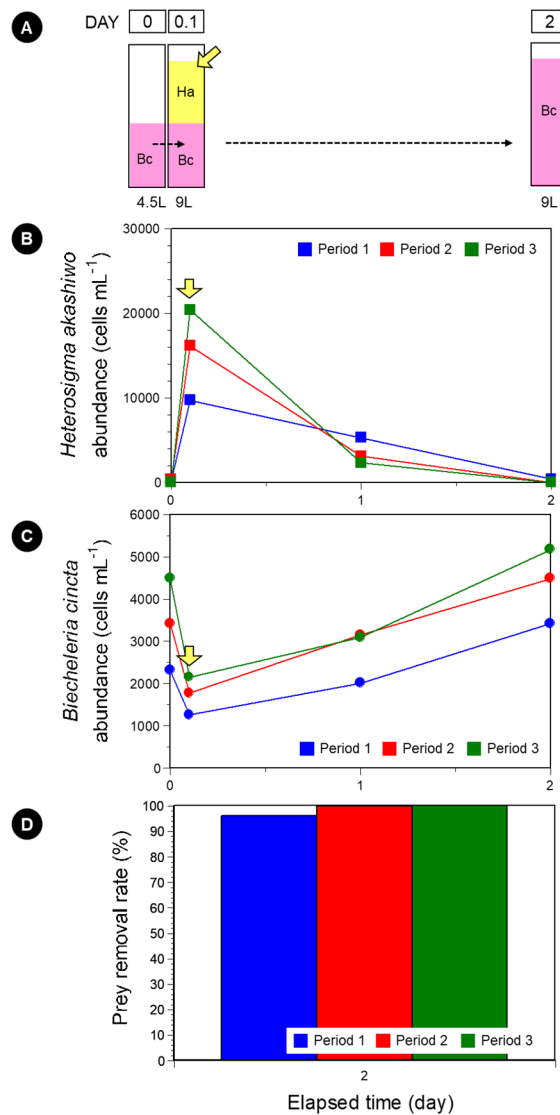 A
DAY 0 0.1 2
Ha
Bc Bc Bc
4.5L 9L 9L
B
Heterosigma akashiwo
abundance (cells mL⁻¹)
30000
20000
10000
0
Period 1 Period 2 Period 3
0 1 2
C
Biecheleria cincta
abundance (cells mL⁻¹)
6000
5000
4000
3000
2000
1000
0
Period 1 Period 2 Period 3
0 1 2
D
Prey removal rate (%)
100
90
80
70
60
50
40
30
20
10
0
Period 1 Period 2 Period 3
2
Elapsed time (day)